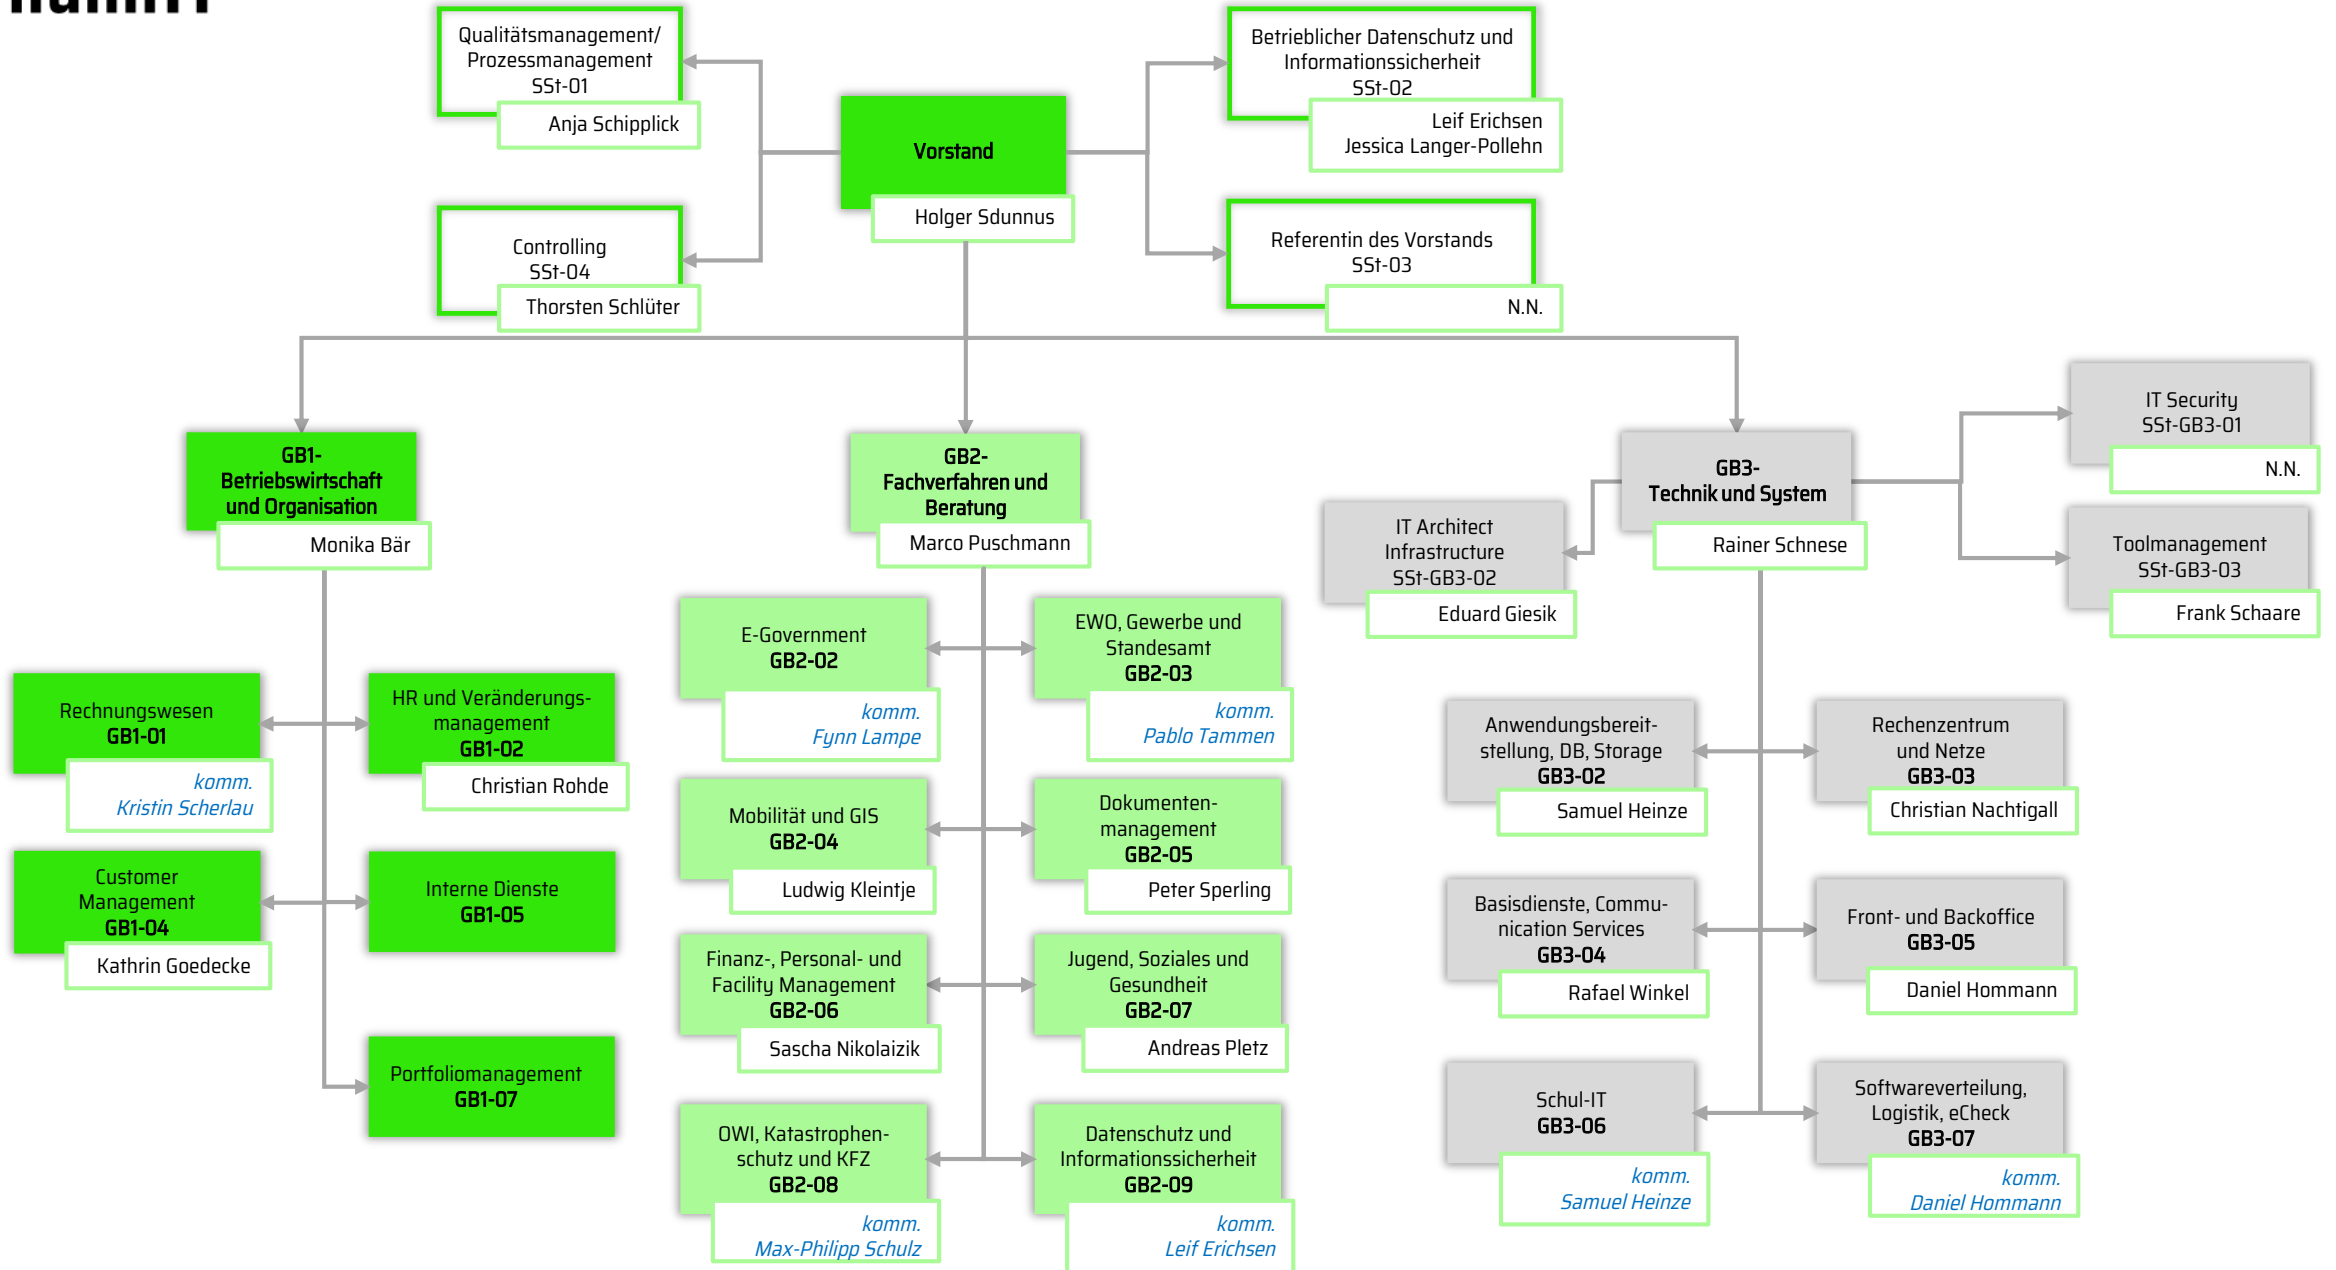 Qualitätsmanagement/
Prozessmanagement
SSt-01
Anja Schipplick
Betrieblicher Datenschutz und
Informationssicherheit
SSt-02
Leif Erichsen
Jessica Langer-Pollehn
Vorstand
Holger Sdunnus
Controlling
SSt-04
Thorsten Schlüter
Referentin des Vorstands
SSt-03
N.N.
GB1-
Betriebswirtschaft
und Organisation
Monika Bär
GB2-
Fachverfahren und
Beratung
Marco Puschmann
GB3-
Technik und System
Rainer Schnese
IT Security
SSt-GB3-01
N.N.
IT Architect
Infrastructure
SSt-GB3-02
Eduard Giesik
Toolmanagement
SSt-GB3-03
Frank Schaare
Rechnungswesen
GB1-01
komm.
Kristin Scherlau
HR und Veränderungs-
management
GB1-02
Christian Rohde
Customer
Management
GB1-04
Kathrin Goedecke
Interne Dienste
GB1-05
Portfoliomanagement
GB1-07
E-Government
GB2-02
komm.
Fynn Lampe
EWO, Gewerbe und
Standesamt
GB2-03
komm.
Pablo Tammen
Mobilität und GIS
GB2-04
Ludwig Kleintje
Dokumenten-
management
GB2-05
Peter Sperling
Finanz-, Personal- und
Facility Management
GB2-06
Sascha Nikolaizik
Jugend, Soziales und
Gesundheit
GB2-07
Andreas Pletz
OWI, Katastrophen-
schutz und KFZ
GB2-08
komm.
Max-Philipp Schulz
Datenschutz und
Informationssicherheit
GB2-09
komm.
Leif Erichsen
Anwendungsbereit-
stellung, DB, Storage
GB3-02
Samuel Heinze
Rechenzentrum
und Netze
GB3-03
Christian Nachtigall
Basisdienste, Commu-
nication Services
GB3-04
Rafael Winkel
Front- und Backoffice
GB3-05
Daniel Hommann
Schul-IT
GB3-06
komm.
Samuel Heinze
Softwareverteilung,
Logistik, eCheck
GB3-07
komm.
Daniel Hommann